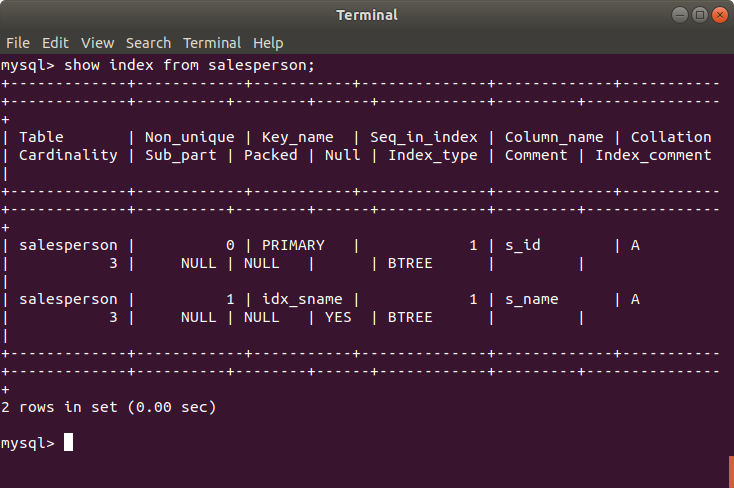 Terminal
File Edit View Search Terminal Help
mysql> show index from salesperson;
+-------------+------------+-----------+--------------+-------------+-----------
+-------------+-----------+--------+------+------------+---------+---------------
+
| Table       | Non_unique | Key_name  | Seq_in_index | Column_name | Collation
| Cardinality | Sub_part | Packed | Null | Index_type | Comment | Index_comment
|
+-------------+------------+-----------+--------------+-------------+-----------
+-------------+----------+--------+------+------------+---------+---------------
+
| salesperson |          0 | PRIMARY   |            1 | s_id        | A
|           3 |     NULL | NULL   |      | BTREE      |         |
|
| salesperson |          1 | idx_sname |            1 | s_name      | A
|           3 |     NULL | NULL   | YES  | BTREE      |         |
|
+-------------+------------+-----------+--------------+-------------+-----------
+-------------+----------+--------+------+------------+---------+---------------
+
2 rows in set (0.00 sec)
mysql>